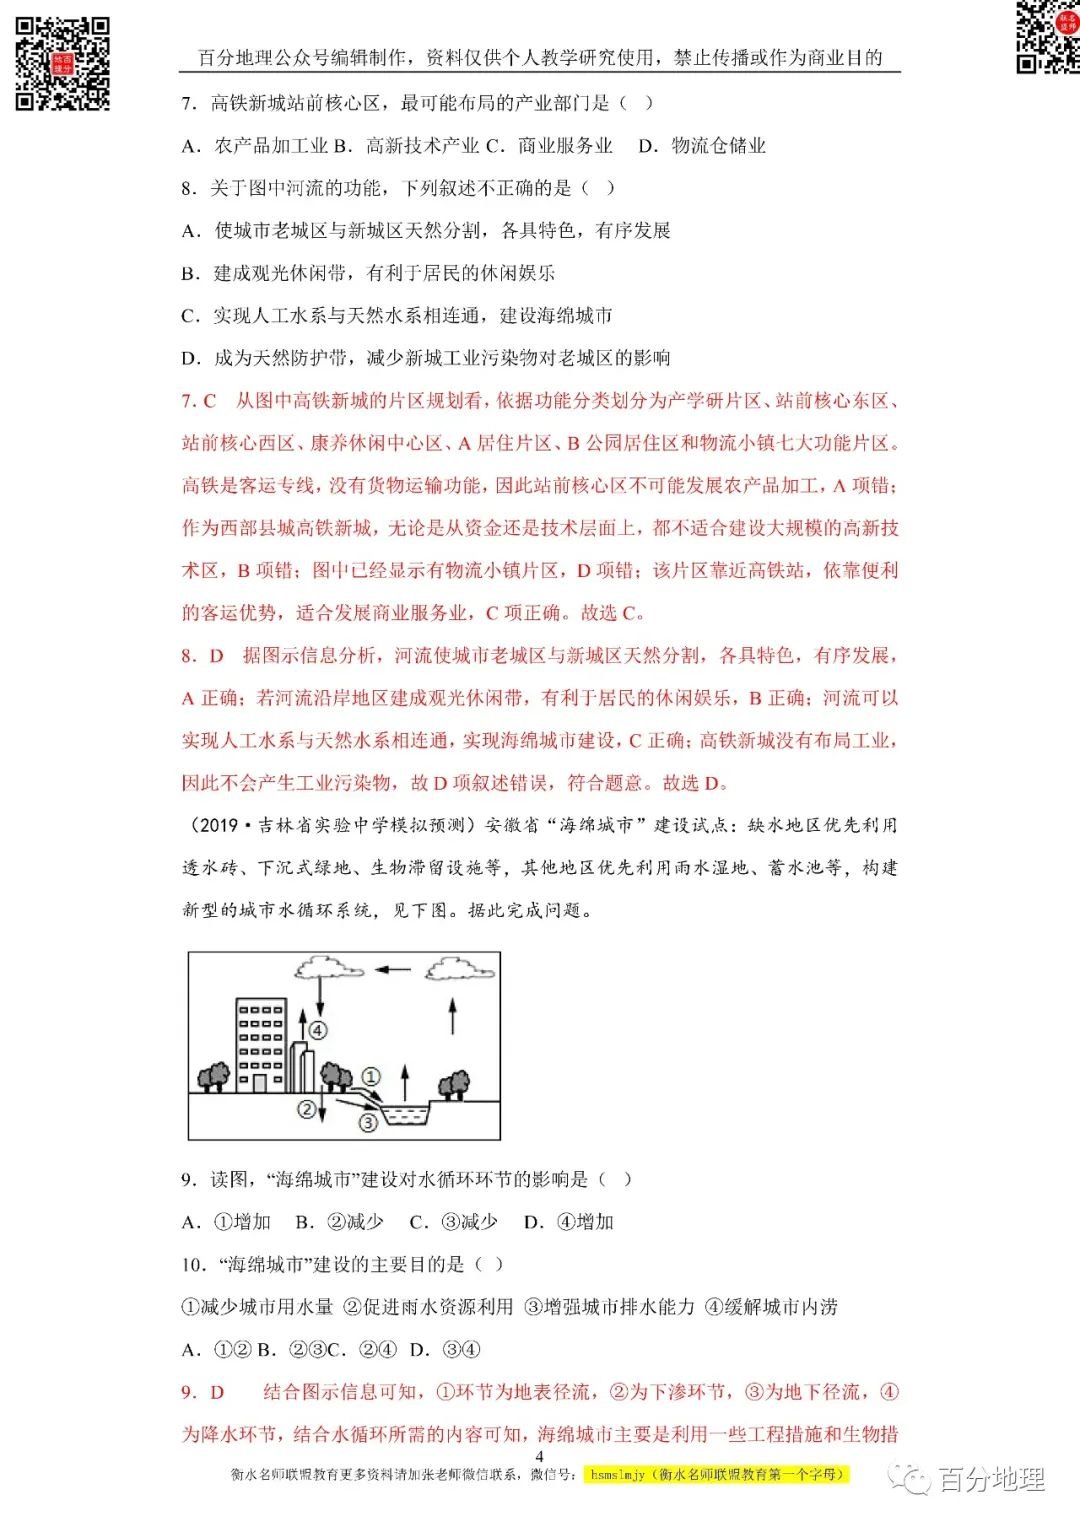 百分地理公众号编辑制作，资料仅供个人教学研究使用，禁止传播或作为商业目的
地百
理分
联名
盟师
7．高铁新城站前核心区，最可能布局的产业部门是（ ）
A．农产品加工业 B．高新技术产业 C．商业服务业 D．物流仓储业
8．关于图中河流的功能，下列叙述不正确的是（ ）
A．使城市老城区与新城区天然分割，各具特色，有序发展
B．建成观光休闲带，有利于居民的休闲娱乐
C．实现人工水系与天然水系相连通，建设海绵城市
D．成为天然防护带，减少新城工业污染物对老城区的影响
7．C 从图中高铁新城的片区规划看，依据功能分类划分为产学研片区、站前核心东区、
站前核心西区、康养休闲中心区、A 居住片区、B 公园居住区和物流小镇七大功能片区。
高铁是客运专线，没有货物运输功能，因此站前核心区不可能发展农产品加工，A 项错；
作为西部县城高铁新城，无论是从资金还是技术层面上，都不适合建设大规模的高新技
术区，B 项错；图中已经显示有物流小镇片区，D 项错；该片区靠近高铁站，依靠便利
的客运优势，适合发展商业服务业，C 项正确。故选 C。
8．D 据图示信息分析，河流使城市老城区与新城区天然分割，各具特色，有序发展，
A 正确；若河流沿岸地区建成观光休闲带，有利于居民的休闲娱乐，B 正确；河流可以
实现人工水系与天然水系相连通，实现海绵城市建设，C 正确；高铁新城没有布局工业，
因此不会产生工业污染物，故 D 项叙述错误，符合题意。故选 D。
（2019·吉林省实验中学模拟预测）安徽省“海绵城市”建设试点：缺水地区优先利用
透水砖、下沉式绿地、生物滞留设施等，其他地区优先利用雨水湿地、蓄水池等，构建
新型的城市水循环系统，见下图。据此完成问题。
④
①
②
③
9．读图，“海绵城市”建设对水循环环节的影响是（ ）
A．①增加 B．②减少 C．③减少 D．④增加
10．“海绵城市”建设的主要目的是（ ）
①减少城市用水量 ②促进雨水资源利用 ③增强城市排水能力 ④缓解城市内涝
A．①② B．②③C．②④ D．③④
9．D 结合图示信息可知，①环节为地表径流，②为下渗环节，③为地下径流，④
为降水环节，结合水循环所需的内容可知，海绵城市主要是利用一些工程措施和生物措
4
衡水名师联盟教育更多资料请加张老师微信联系，微信号： hsmslmjy（衡水名师联盟教育第一个字母）
百分地理